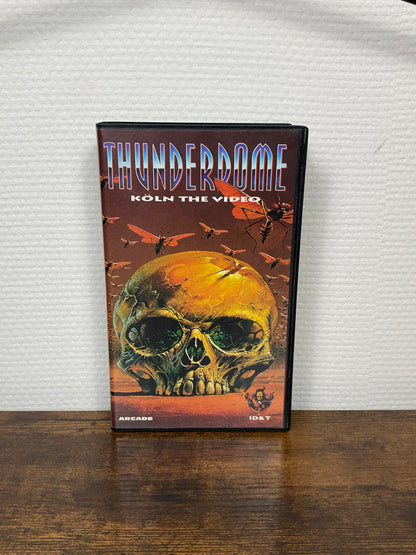 THUNDERDOME
KÖLN THE VIDEO
ARCADE
ID&T